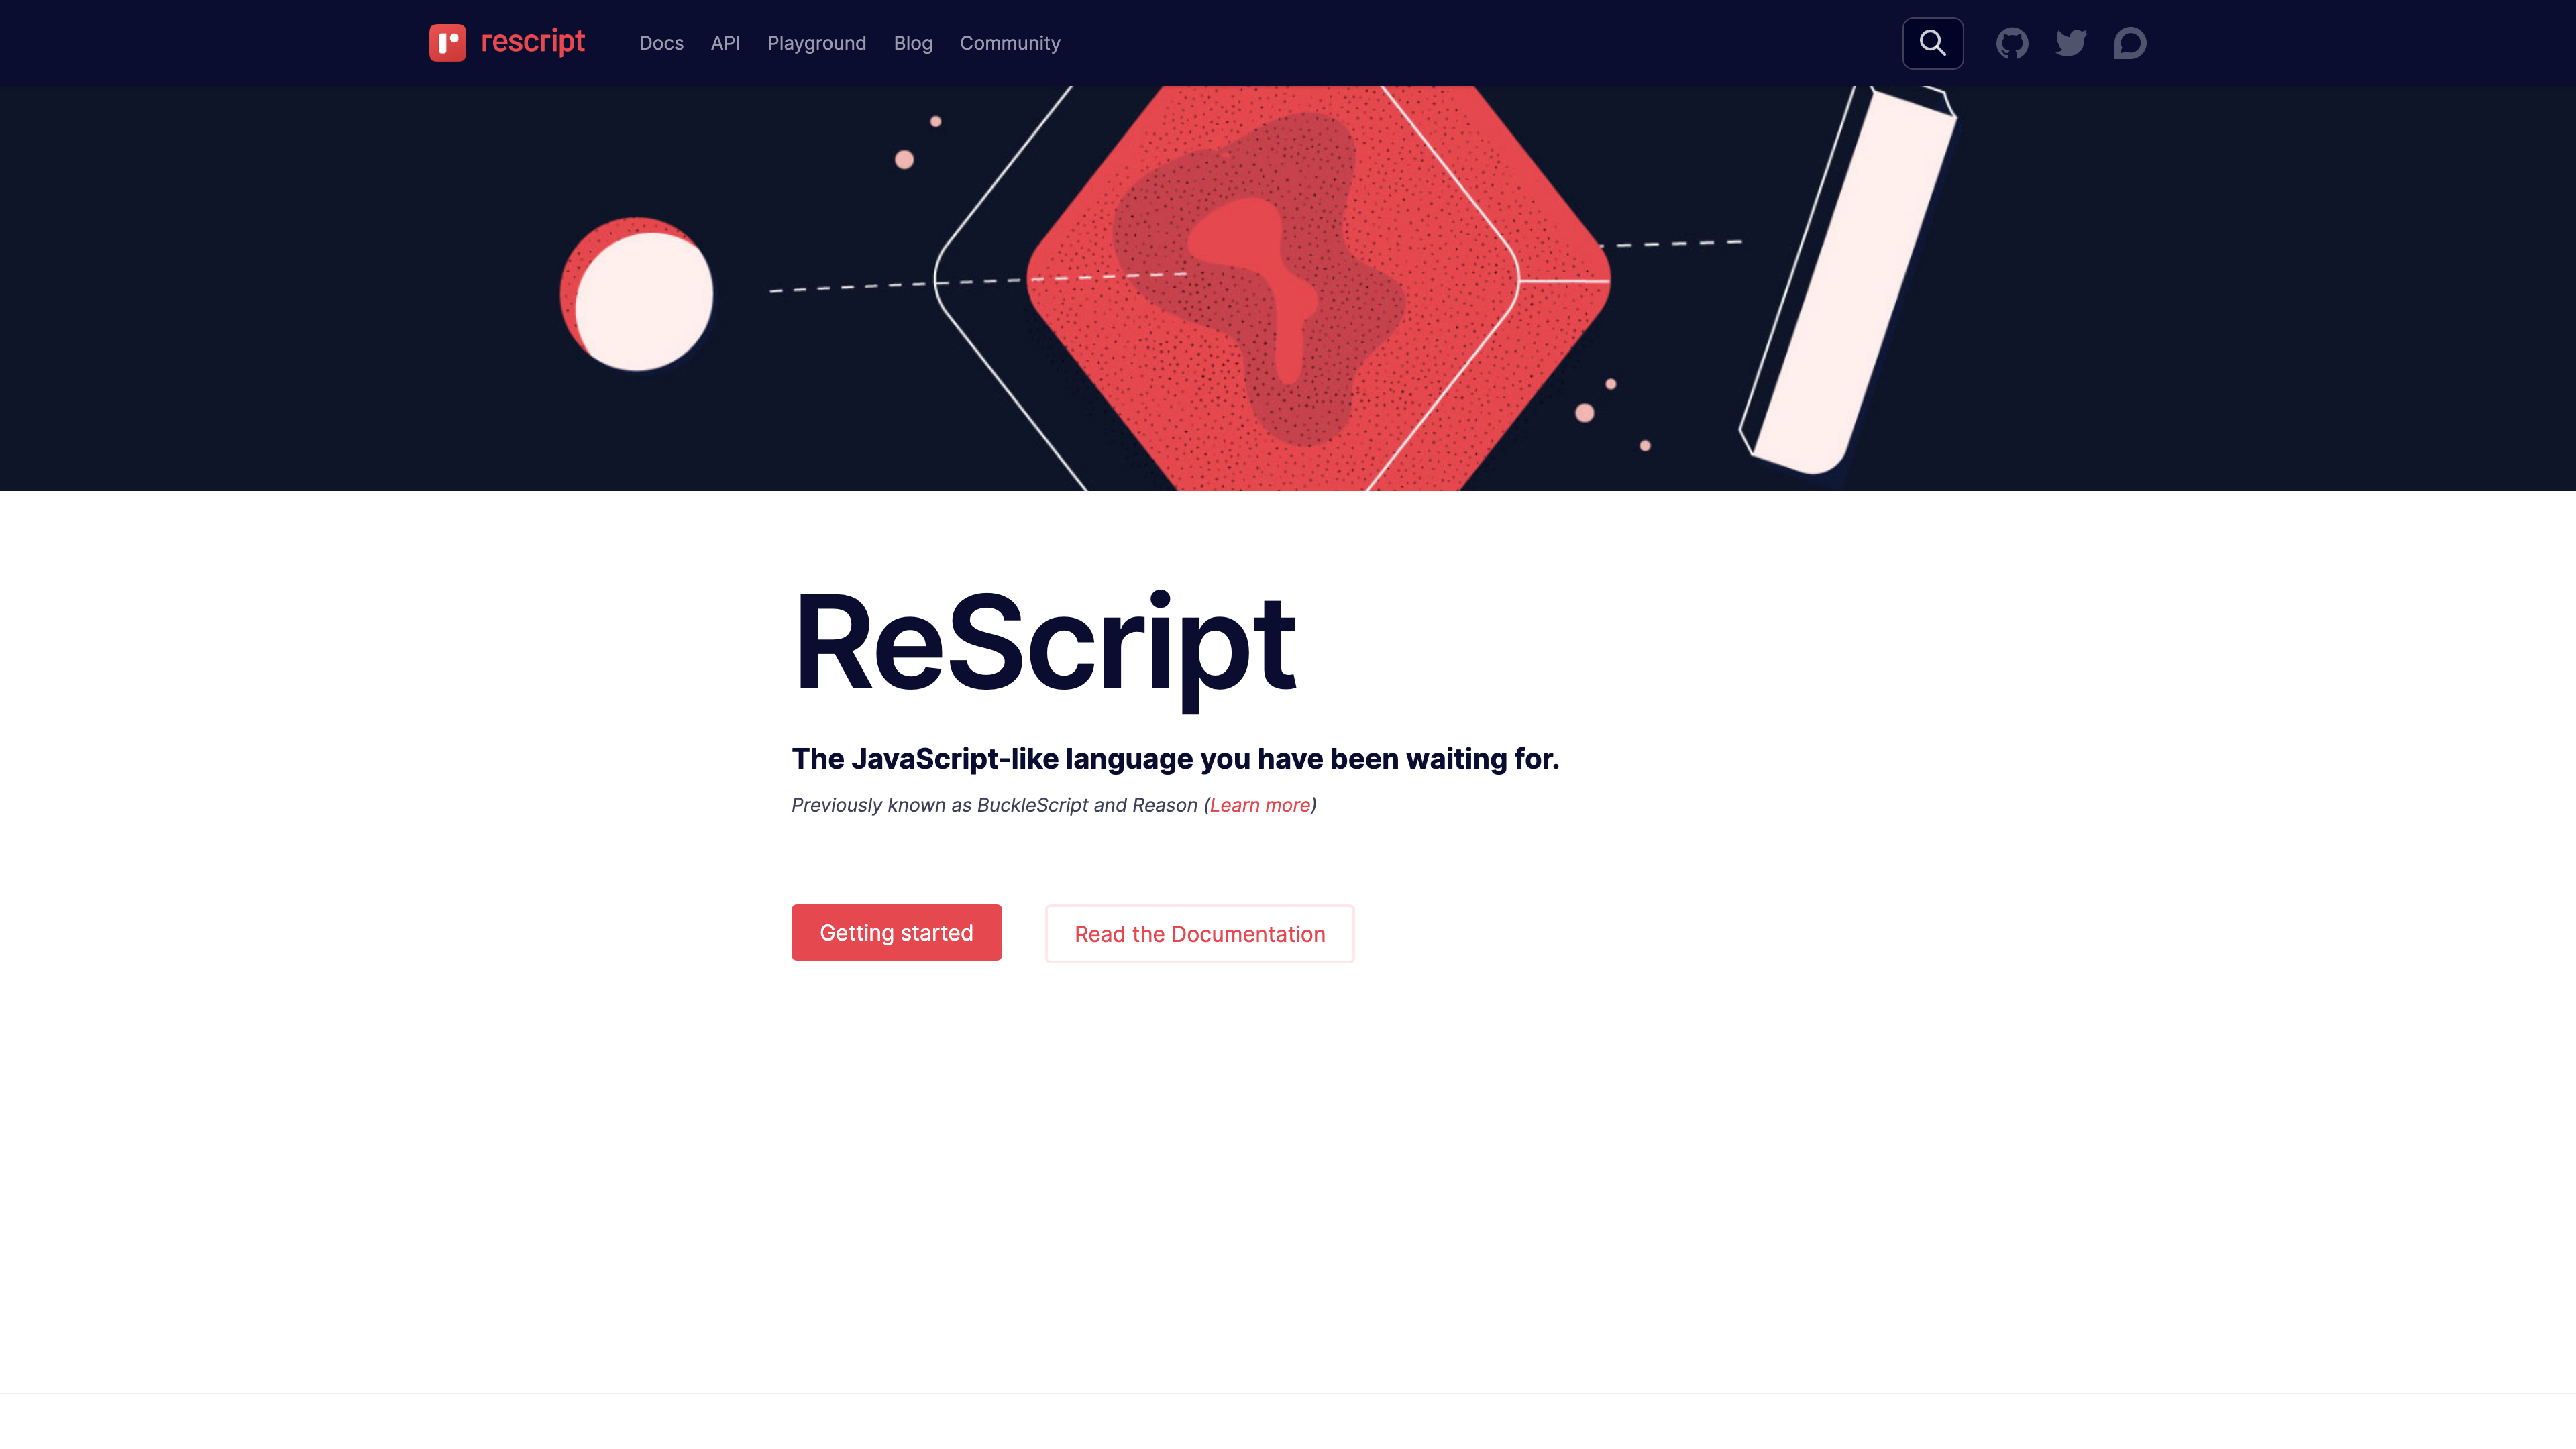 rescript Docs API Playground Blog Community
ReScript
The JavaScript-like language you have been waiting for.
Previously known as BuckleScript and Reason (Learn more)
Getting started Read the Documentation